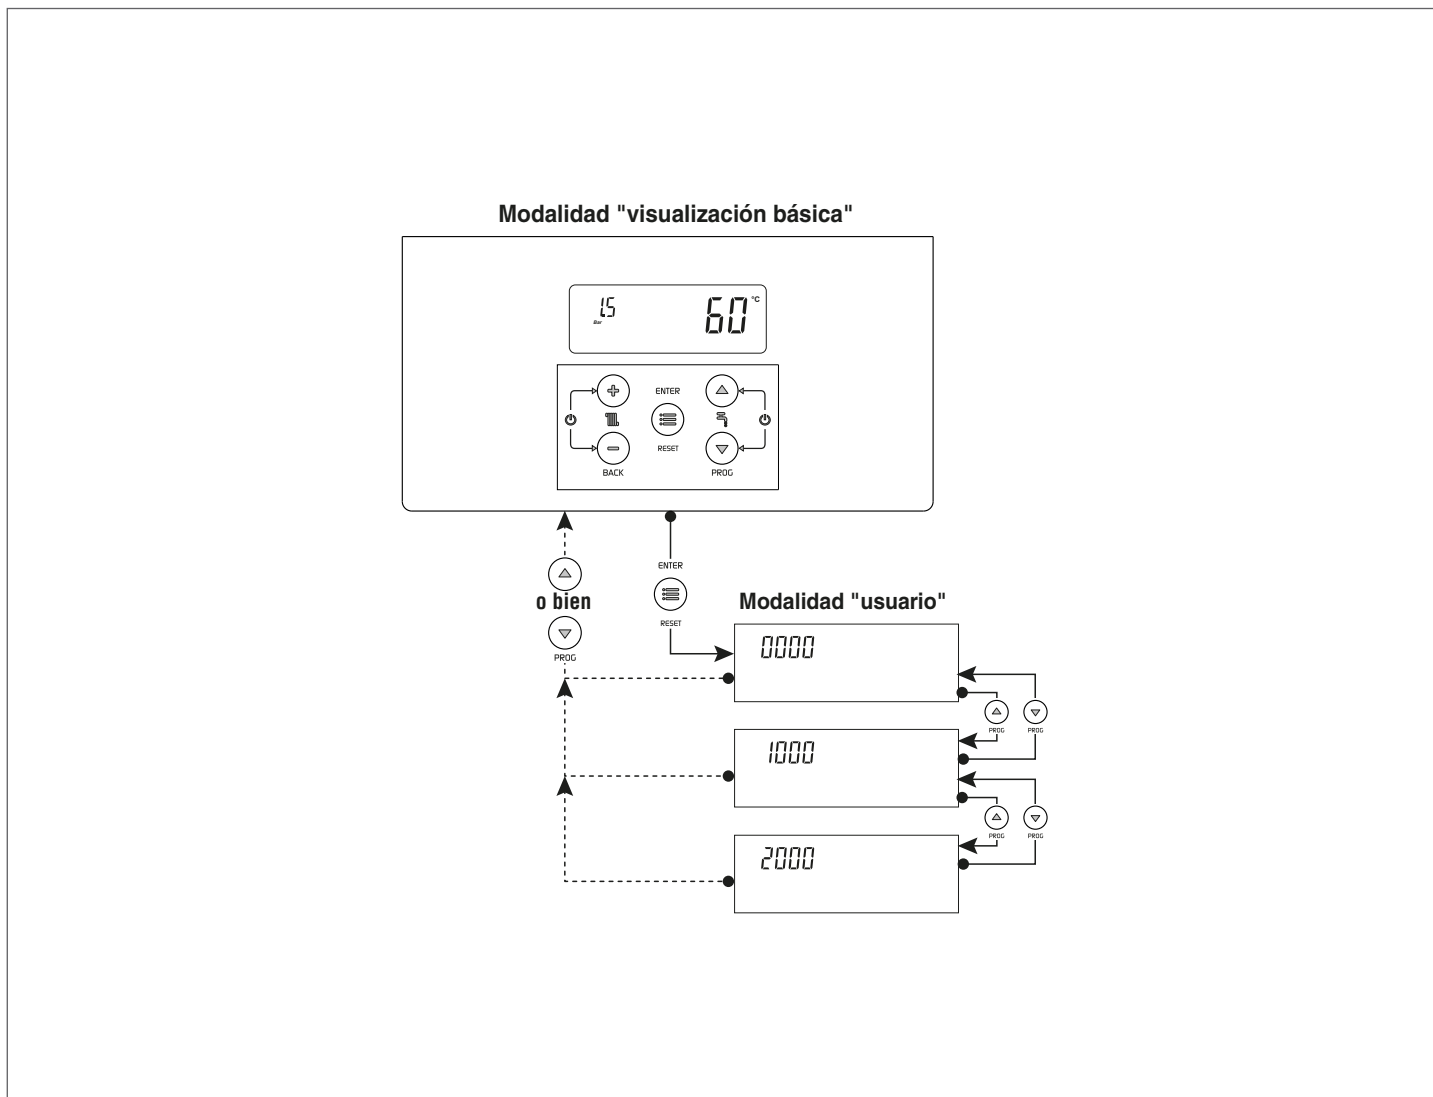 Modalidad "visualización básica"
1.5 60 °C
Bar
ENTER
RESET
BACK PROG
ENTER
o bien Modalidad "usuario"
RESET
0000
PROG
PROG PROG
1000
PROG PROG
2000